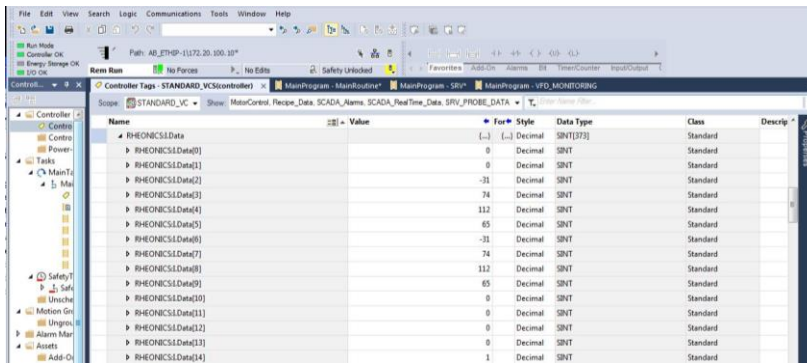 File Edit View Search Logic Communications Tools Window Help
Run Mode
Controller OK
Energy Storage OK
I/O OK
Path: AB_ETHIP-1\172.20.100.10*
Rem Run No Forces No Edits Safety Unlocked
Favorites Add-On Alarms Bit Timer/Counter Input/Output
Controll...
Controller Tags - STANDARD_VCS(controller) MainProgram - MainRoutine* MainProgram - SRV* MainProgram - VFD_MONITORING
Scope: STANDARD_VC Show: MotorControl, Recipe_Data, SCADA_Alarms, SCADA_RealTime_Data, SRV_PROBE_DATA
Name Value For Style Data Type Class Descrip
RHEONICS:I.Data {...} {...} Decimal SINT[373] Standard
RHEONICS:I.Data[0] 0 Decimal SINT Standard
RHEONICS:I.Data[1] 0 Decimal SINT Standard
RHEONICS:I.Data[2] -31 Decimal SINT Standard
RHEONICS:I.Data[3] 74 Decimal SINT Standard
RHEONICS:I.Data[4] 112 Decimal SINT Standard
RHEONICS:I.Data[5] 65 Decimal SINT Standard
RHEONICS:I.Data[6] -31 Decimal SINT Standard
RHEONICS:I.Data[7] 74 Decimal SINT Standard
RHEONICS:I.Data[8] 112 Decimal SINT Standard
RHEONICS:I.Data[9] 65 Decimal SINT Standard
RHEONICS:I.Data[10] 0 Decimal SINT Standard
RHEONICS:I.Data[11] 0 Decimal SINT Standard
RHEONICS:I.Data[12] 0 Decimal SINT Standard
RHEONICS:I.Data[13] 0 Decimal SINT Standard
RHEONICS:I.Data[14] 1 Decimal SINT Standard
Controller
Contro
Contro
Power-
Tasks
MainTa
Mai
SafetyT
Safe
Unsche
Motion Gro
Ungrou
Alarm Man
Assets
Add-O